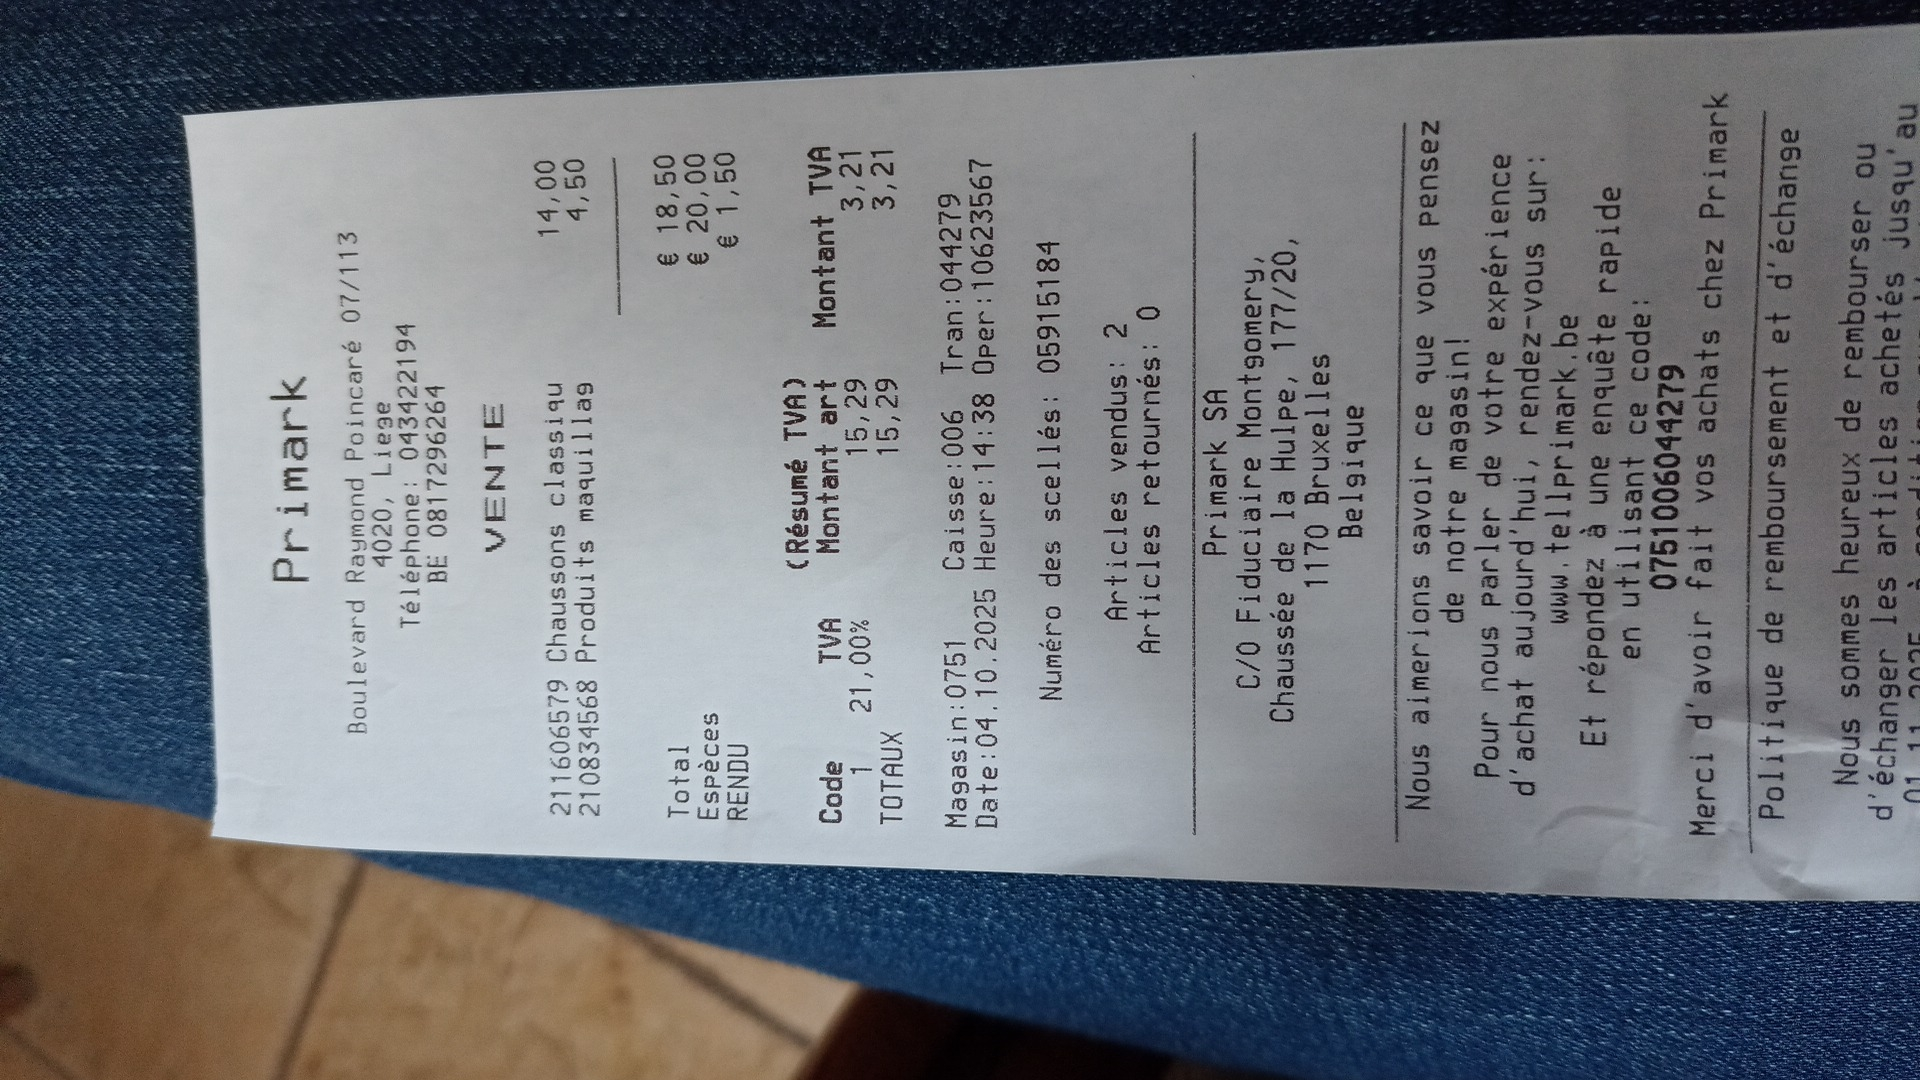 Primark
Boulevard Raymond Poincaré 07/113
4020, Liege
Téléphone: 043422194
BE 0817296264
VENTE
211606579 Chaussons classiqu 14,00
210834568 Produits maquillag 4,50
Total € 18,50
Espèces € 20,00
RENDU € 1,50
(Résumé TVA)
Code TVA Montant art Montant TVA
1 21,00% 15,29 3,21
TOTAUX 15,29 3,21
Magasin:0751 Caisse:006 Tran:044279
Date:04.10.2025 Heure:14:38 Oper:10623567
Numéro des scellés: 05915184
Articles vendus: 2
Articles retournés: 0
Primark SA
C/O Fiduciaire Montgomery,
Chaussée de la Hulpe, 177/20,
1170 Bruxelles
Belgique
Nous aimerions savoir ce que vous pensez
de notre magasin!
Pour nous parler de votre expérience
d'achat aujourd'hui, rendez-vous sur:
www.tellprimark.be
Et répondez à une enquête rapide
en utilisant ce code:
0751006044279
Merci d'avoir fait vos achats chez Primark
Politique de remboursement et d'échange
Nous sommes heureux de rembourser ou
d'échanger les articles achetés jusqu'au